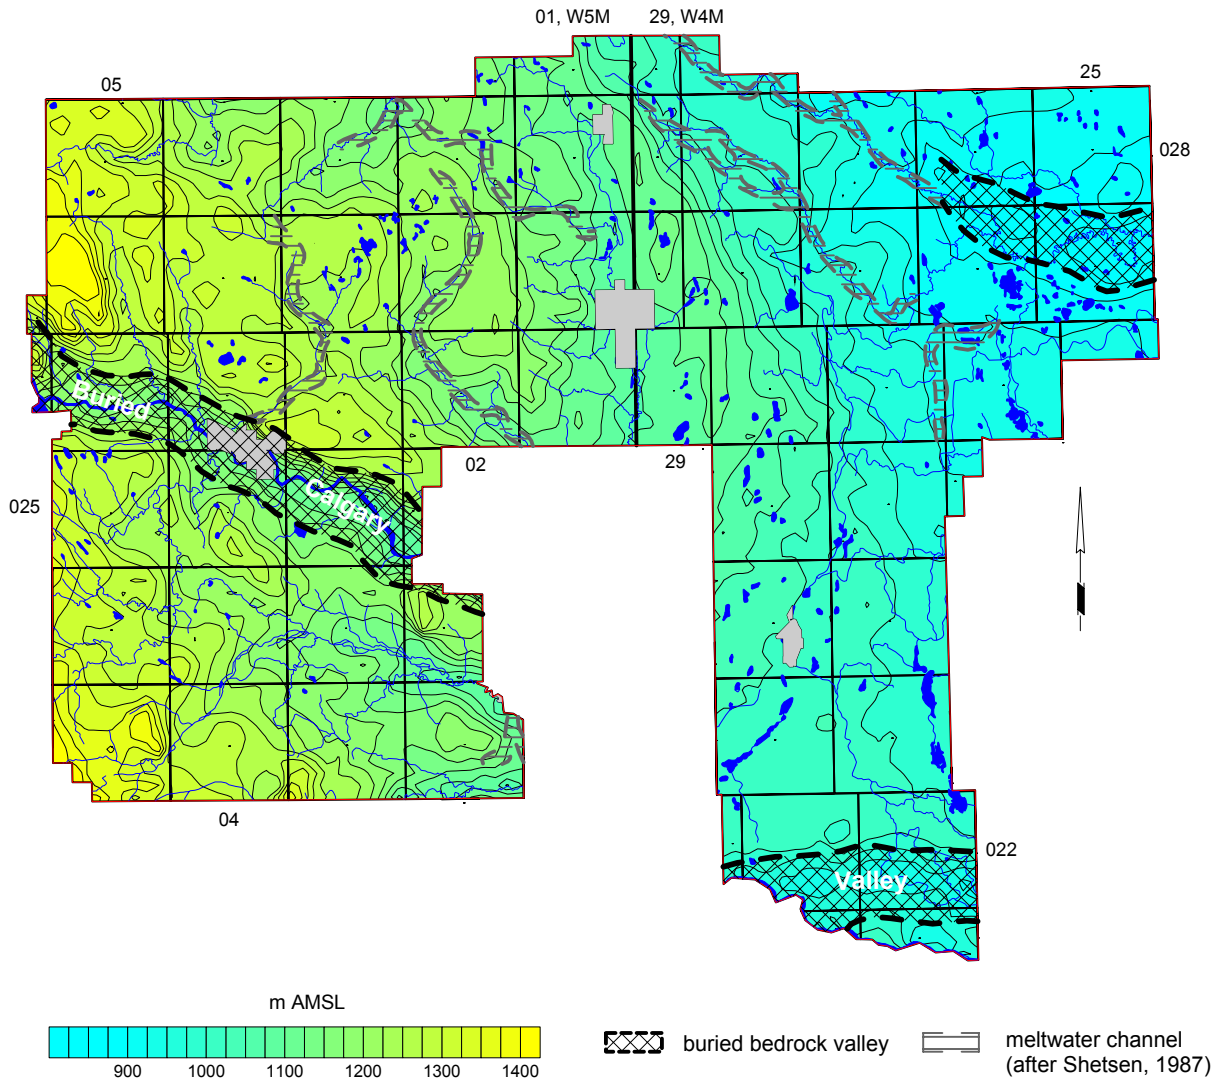 01, W5M 29, W4M
05
25
028
Buried
02
29
025
Calgary
04
022
Valley
m AMSL
900 1000 1100 1200 1300 1400
buried bedrock valley
meltwater channel
(after Shetsen, 1987)